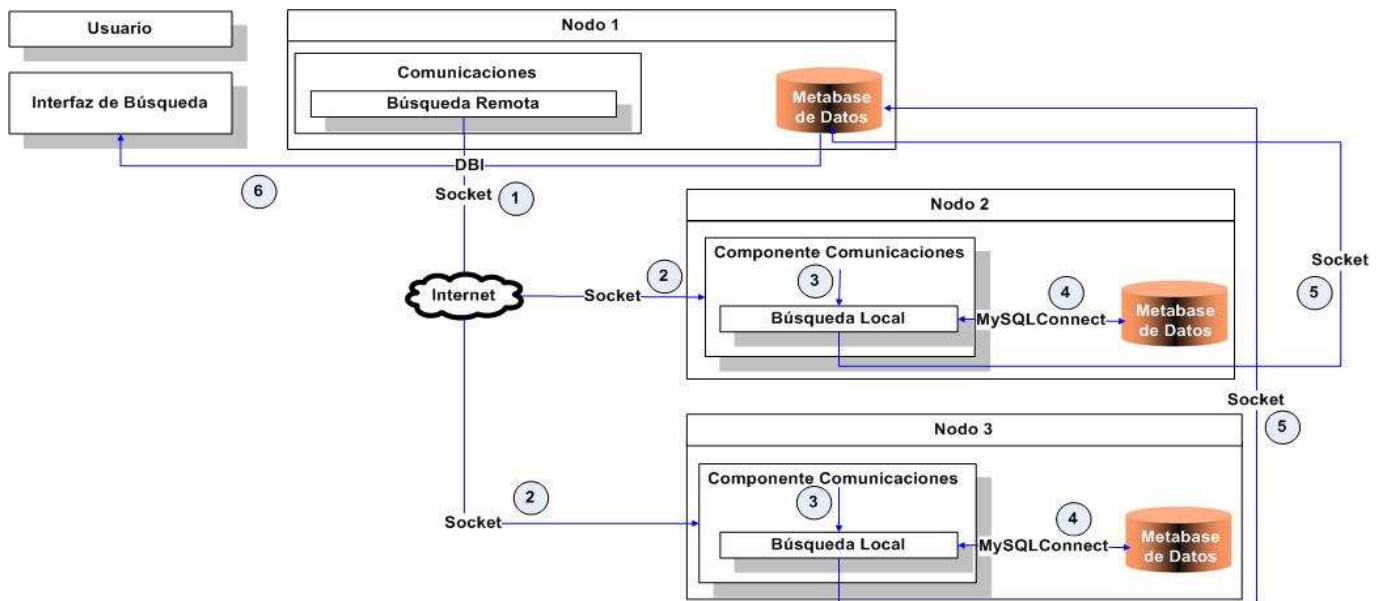 Usuario
Interfaz de Búsqueda
Nodo 1
Comunicaciones
Búsqueda Remota
Metabase
de Datos
DBI
6
Socket
1
Internet
Nodo 2
Componente Comunicaciones
2
Socket
3
Búsqueda Local
4
MySQLConnect
Metabase
de Datos
Socket
5
Socket
5
Nodo 3
Componente Comunicaciones
2
Socket
3
Búsqueda Local
4
MySQLConnect
Metabase
de Datos